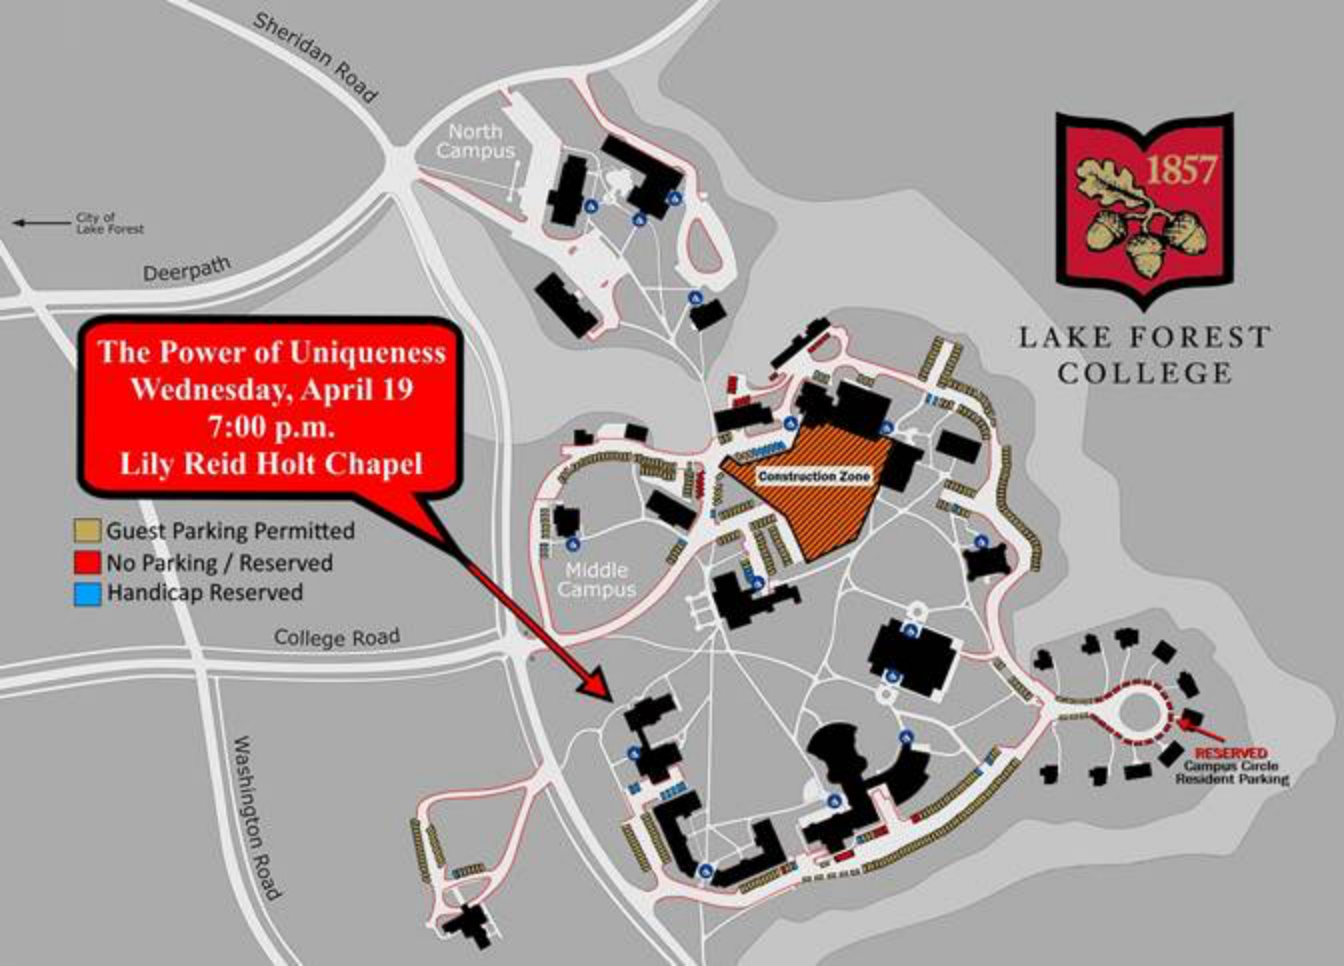 Sheridan Road
North
Campus
1857
City of
Lake Forest
Deerpath
LAKE FOREST
COLLEGE
The Power of Uniqueness
Wednesday, April 19
7:00 p.m.
Lily Reid Holt Chapel
Construction Zone
Guest Parking Permitted
No Parking / Reserved
Handicap Reserved
Middle
Campus
College Road
Washington Road
RESERVED
Campus Circle
Resident Parking